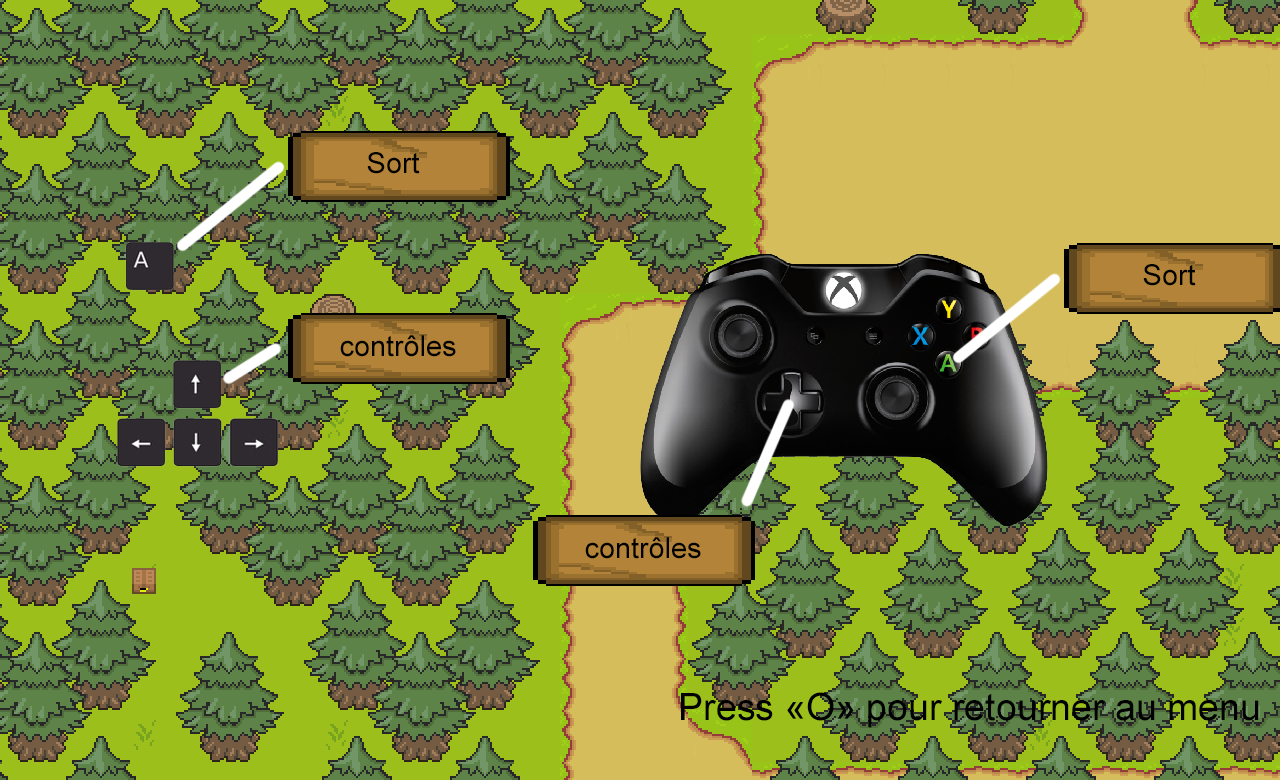 Sort
A
contrôles
↑
← ↓ →
Y
X B
A
Sort
contrôles
Press «O» pour retourner au menu